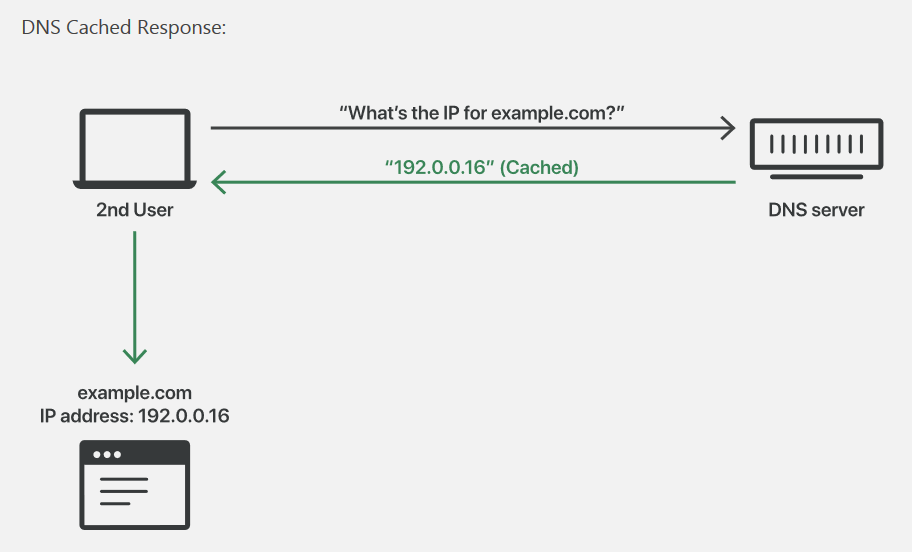 DNS Cached Response:
“What's the IP for example.com?”
“192.0.0.16” (Cached)
2nd User
DNS server
example.com
IP address: 192.0.0.16